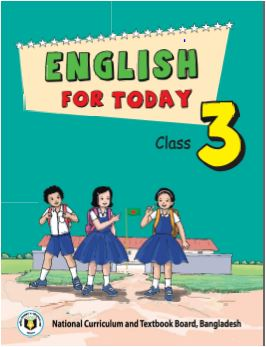 ENGLISH
FOR TODAY
Class 3
National Curriculum and Textbook Board, Bangladesh